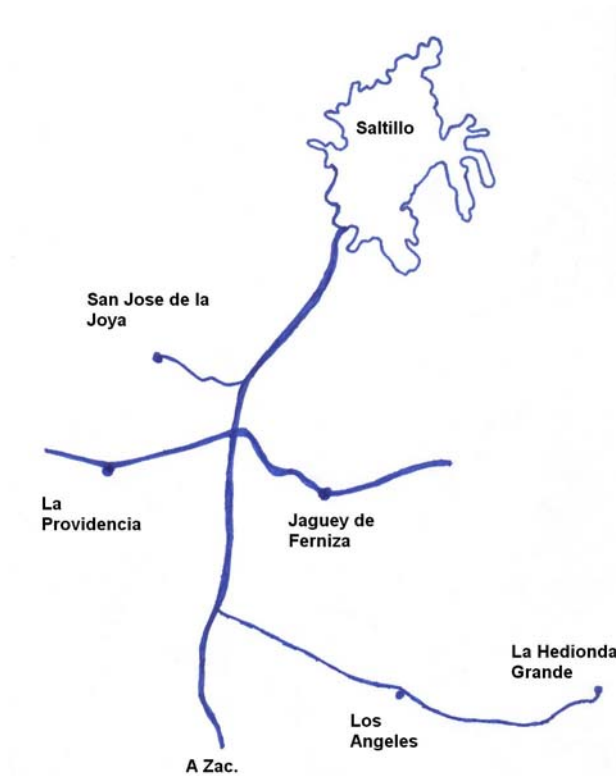 Saltillo
San Jose de la
Joya
La
Providencia
Jaguey de
Ferniza
La Hedionda
Grande
Los
Angeles
A Zac.